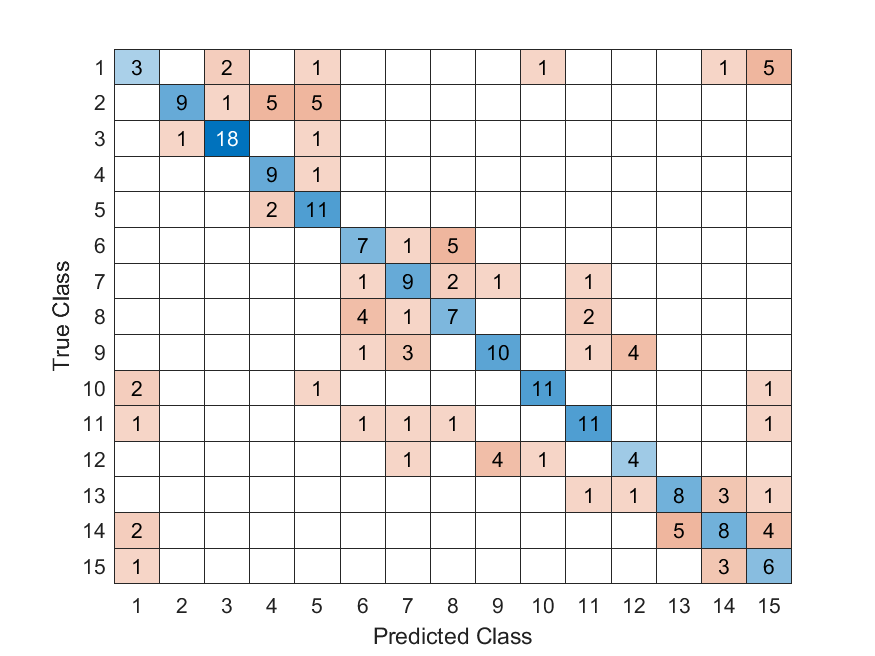 1 3 2 1 1 1 5
2 9 1 5 5
3 1 18 1
4 9 1
5 2 11
6 7 1 5
7 1 9 2 1 1
8 4 1 7 2
9 1 3 10 1 4
10 2 1 11 1
11 1 1 1 1 11 1
12 1 4 1 4
13 1 1 8 3 1
14 2 5 8 4
15 1 3 6
1 2 3 4 5 6 7 8 9 10 11 12 13 14 15
Predicted Class
True Class